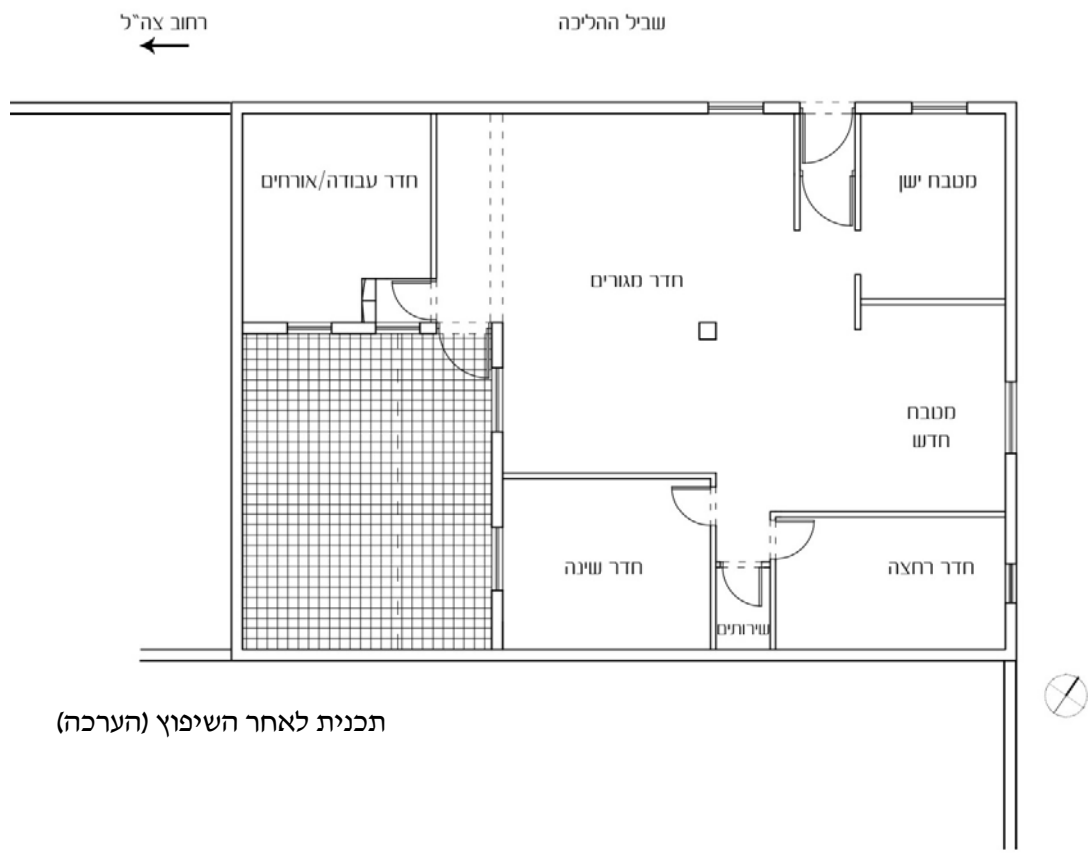 שביל ההליכה
רחוב צה"ל
מטבח ישן
חדר עבודה/אורחים
חדר מגורים
מטבח
חדש
חדר רחצה
חדר שינה
שירותים
תכנית לאחר השיפוץ (הערכה)